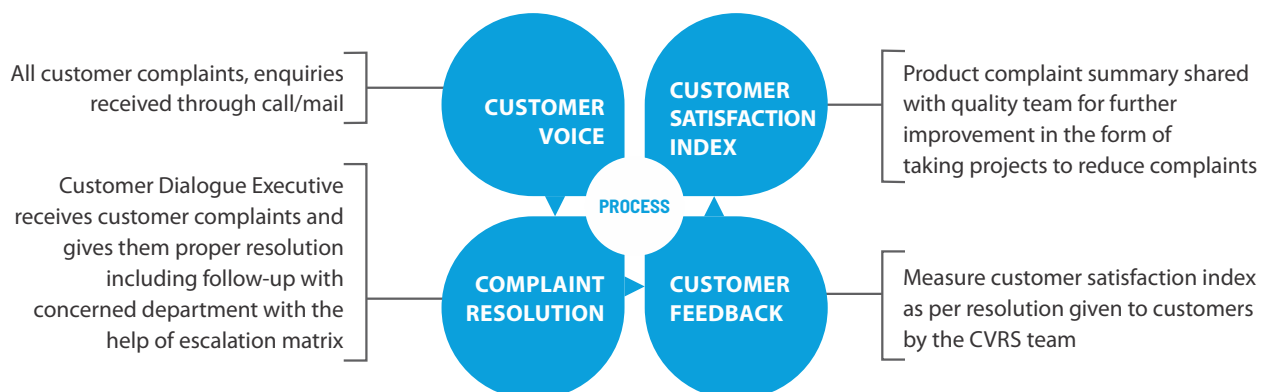 All customer complaints, enquiries
received through call/mail
CUSTOMER
VOICE
CUSTOMER
SATISFACTION
INDEX
Product complaint summary shared
with quality team for further
improvement in the form of
taking projects to reduce complaints
PROCESS
Customer Dialogue Executive
receives customer complaints and
gives them proper resolution
including follow-up with
concerned department with the
help of escalation matrix
COMPLAINT
RESOLUTION
CUSTOMER
FEEDBACK
Measure customer satisfaction index
as per resolution given to customers
by the CVRS team